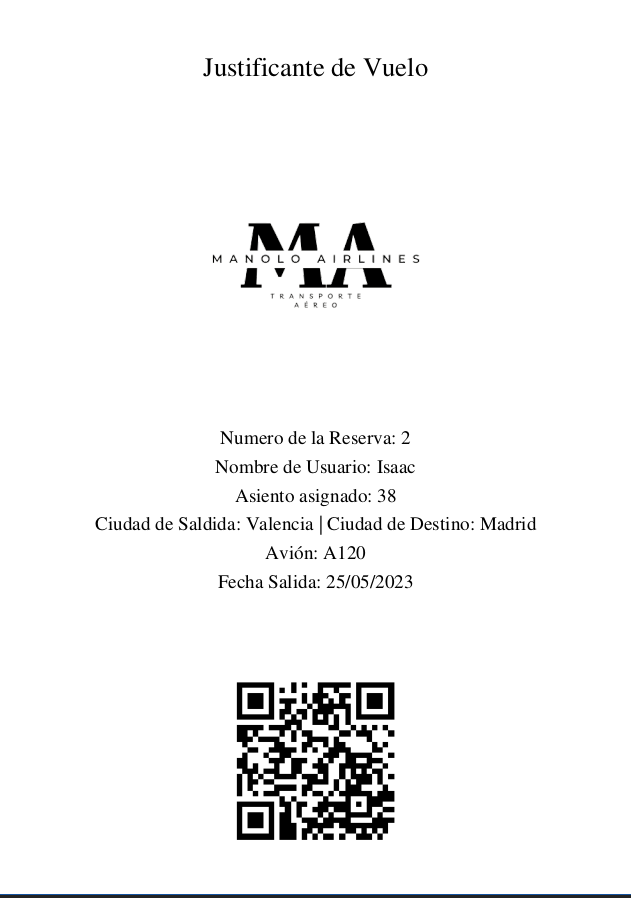 Justificante de Vuelo
MA
MANOLO AIRLINES
TRANSPORTE
AÉREO
Numero de la Reserva: 2
Nombre de Usuario: Isaac
Asiento asignado: 38
Ciudad de Saldida: Valencia | Ciudad de Destino: Madrid
Avión: A120
Fecha Salida: 25/05/2023